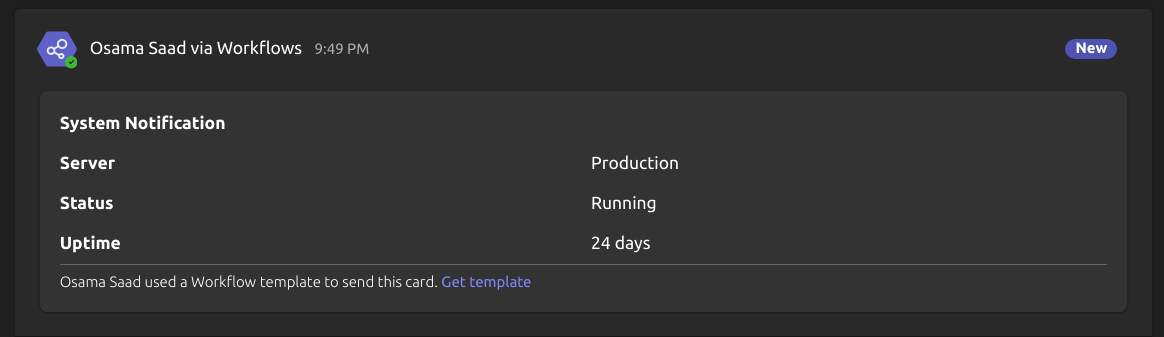 Osama Saad via Workflows 9:49 PM New
System Notification
Server Production
Status Running
Uptime 24 days
Osama Saad used a Workflow template to send this card. Get template